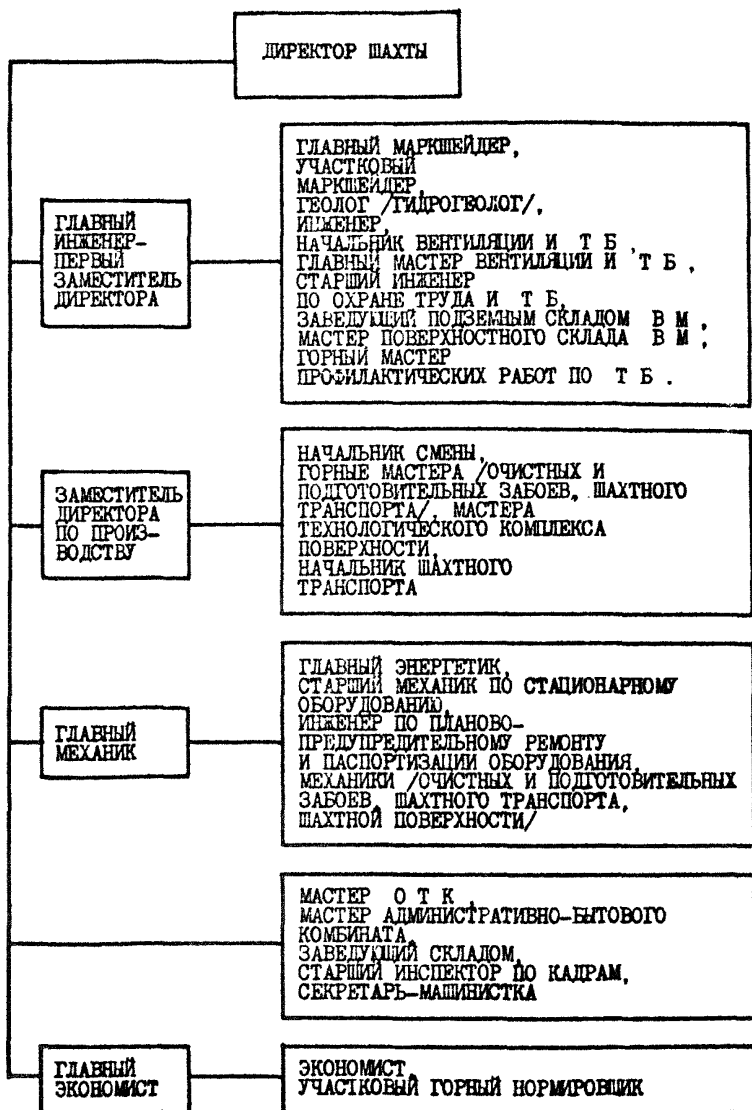 ДИРЕКТОР ШАХТЫ
ГЛАВНЫЙ
ИНЖЕНЕР-
ПЕРВЫЙ
ЗАМЕСТИТЕЛЬ
ДИРЕКТОРА
ГЛАВНЫЙ МАРКШЕЙДЕР,
УЧАСТКОВЫЙ
МАРКШЕЙДЕР,
ГЕОЛОГ /ГИДРОГЕОЛОГ/,
ИНЖЕНЕР,
НАЧАЛЬНИК ВЕНТИЛЯЦИИ И Т Б ,
ГЛАВНЫЙ МАСТЕР ВЕНТИЛЯЦИИ И Т Б ,
СТАРШИЙ ИНЖЕНЕР
ПО ОХРАНЕ ТРУДА И Т Б,
ЗАВЕДУЮЩИЙ ПОДЗЕМНЫМ СКЛАДОМ В М ,
МАСТЕР ПОВЕРХНОСТНОГО СКЛАДА В М ,
ГОРНЫЙ МАСТЕР
ПРОФИЛАКТИЧЕСКИХ РАБОТ ПО Т Б .
ЗАМЕСТИТЕЛЬ
ДИРЕКТОРА
ПО ПРОИЗ-
ВОДСТВУ
НАЧАЛЬНИК СМЕНЫ,
ГОРНЫЕ МАСТЕРА /ОЧИСТНЫХ И
ПОДГОТОВИТЕЛЬНЫХ ЗАБОЕВ, ШАХТНОГО
ТРАНСПОРТА/, МАСТЕРА
ТЕХНОЛОГИЧЕСКОГО КОМПЛЕКСА
ПОВЕРХНОСТИ,
НАЧАЛЬНИК ШАХТНОГО
ТРАНСПОРТА
ГЛАВНЫЙ
МЕХАНИК
ГЛАВНЫЙ ЭНЕРГЕТИК,
СТАРШИЙ МЕХАНИК ПО СТАЦИОНАРНОМУ
ОБОРУДОВАНИЮ,
ИНЖЕНЕР ПО ПЛАНОВО-
ПРЕДУПРЕДИТЕЛЬНОМУ РЕМОНТУ
И ПАСПОРТИЗАЦИИ ОБОРУДОВАНИЯ,
МЕХАНИКИ /ОЧИСТНЫХ И ПОДГОТОВИТЕЛЬНЫХ
ЗАБОЕВ, ШАХТНОГО ТРАНСПОРТА,
ШАХТНОЙ ПОВЕРХНОСТИ/
МАСТЕР О Т К ,
МАСТЕР АДМИНИСТРАТИВНО-БЫТОВОГО
КОМБИНАТА,
ЗАВЕДУЮЩИЙ СКЛАДОМ,
СТАРШИЙ ИНСПЕКТОР ПО КАДРАМ,
СЕКРЕТАРЬ-МАШИНИСТКА
ГЛАВНЫЙ
ЭКОНОМИСТ
ЭКОНОМИСТ,
УЧАСТКОВЫЙ ГОРНЫЙ НОРМИРОВЩИК